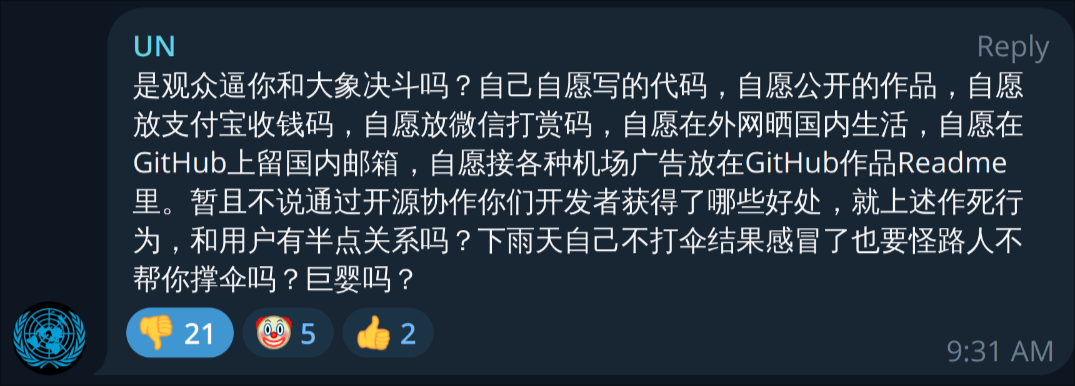 UN Reply
是观众逼你和大象决斗吗？自己自愿写的代码，自愿公开的作品，自愿
放支付宝收钱码，自愿放微信打赏码，自愿在外网晒国内生活，自愿在
GitHub上留国内邮箱，自愿接各种机场广告放在GitHub作品Readme
里。暂且不说通过开源协作你们开发者获得了哪些好处，就上述作死行
为，和用户有半点关系吗？下雨天自己不打伞结果感冒了也要怪路人不
帮你撑伞吗？巨婴吗？
21 5 2
9:31 AM